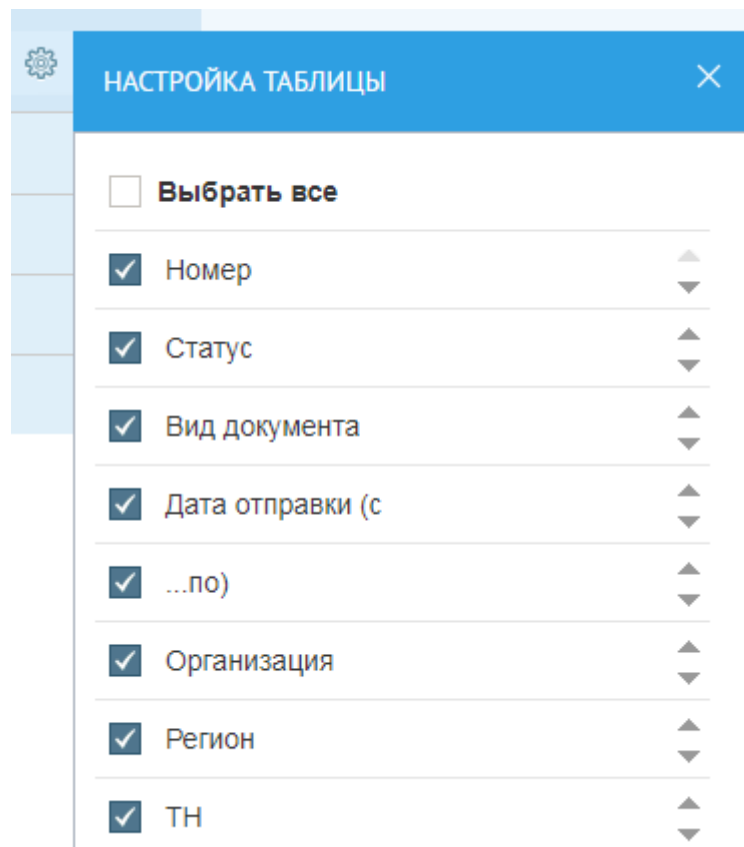 НАСТРОЙКА ТАБЛИЦЫ
Выбрать все
Номер
Статус
Вид документа
Дата отправки (с
...по)
Организация
Регион
ТН